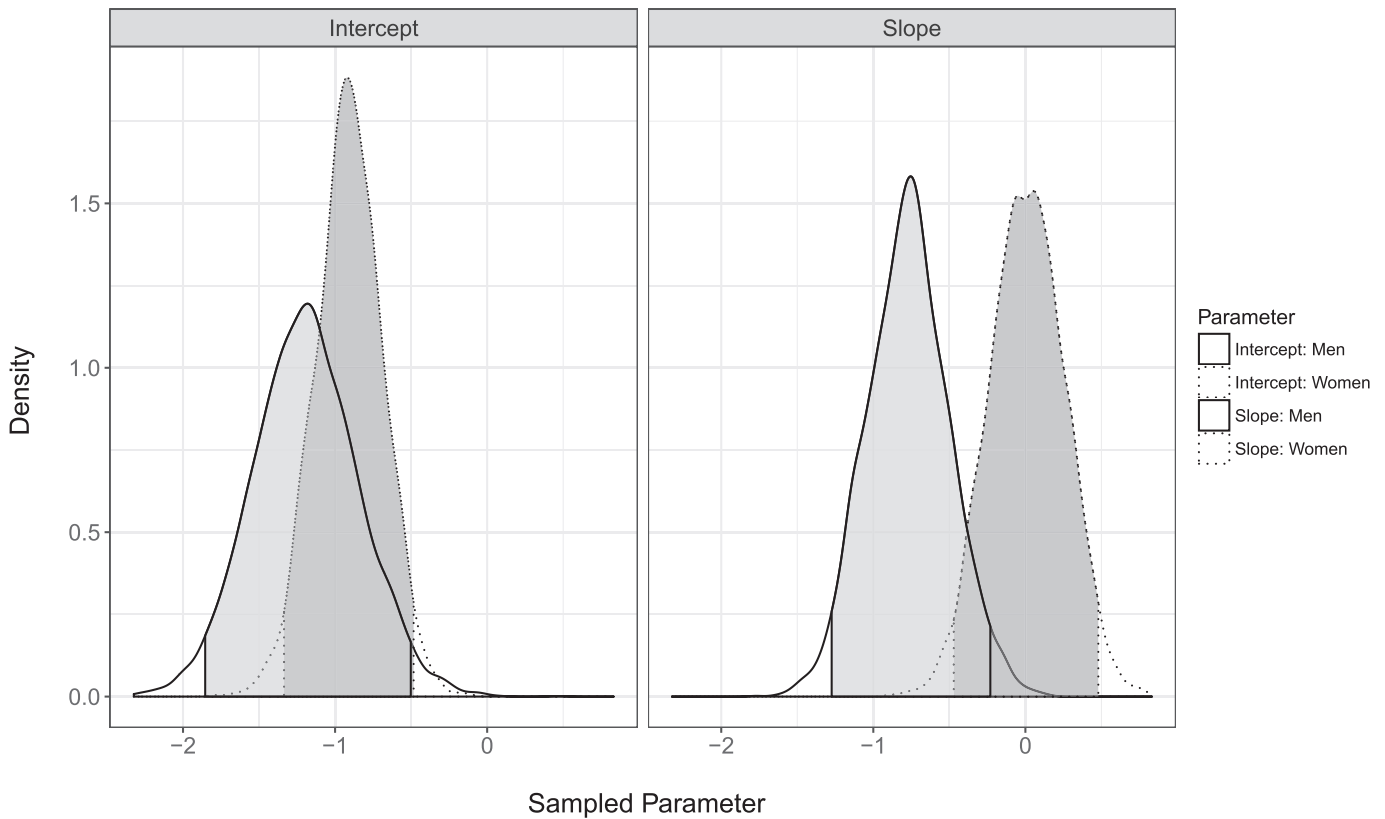 Intercept
Slope
Density
1.5
1.0
0.5
0.0
−2
−1
0
−2
−1
0
Sampled Parameter
Parameter
Intercept: Men
Intercept: Women
Slope: Men
Slope: Women